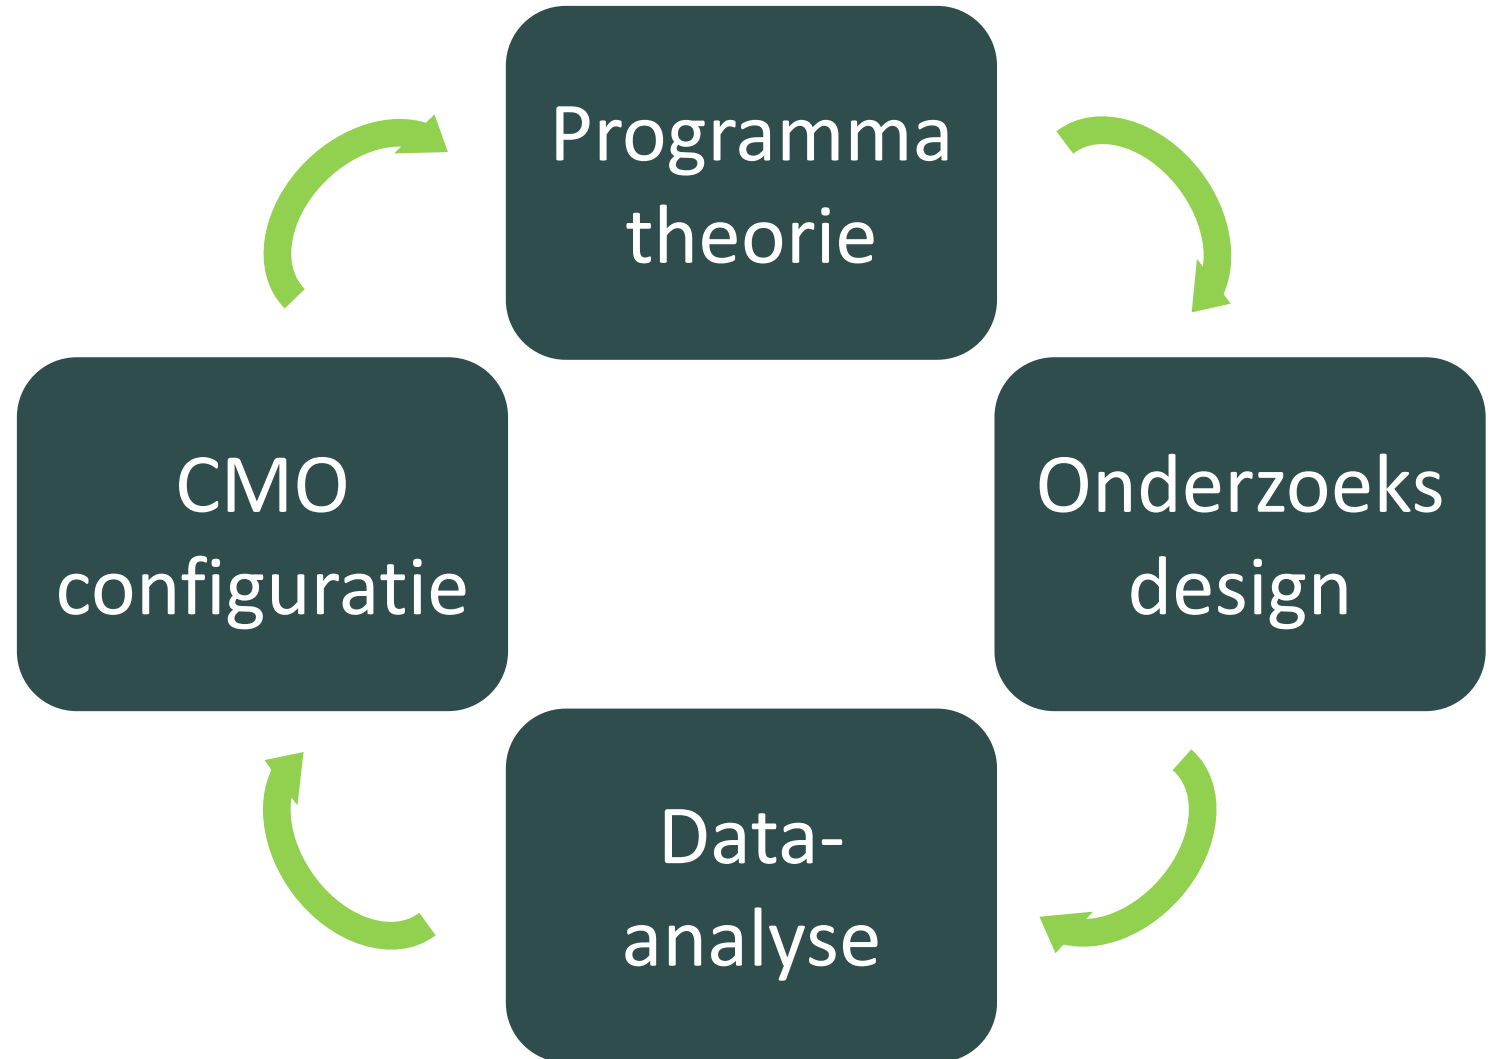 Programma
theorie
CMO
configuratie
Onderzoeks
design
Data-
analyse